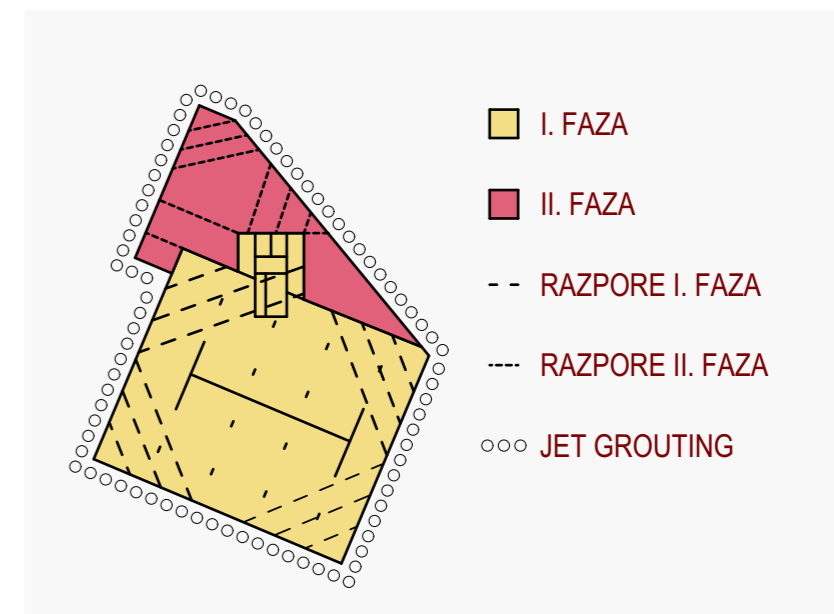 I. FAZA
II. FAZA
RAZPORE I. FAZA
RAZPORE II. FAZA
JET GROUTING